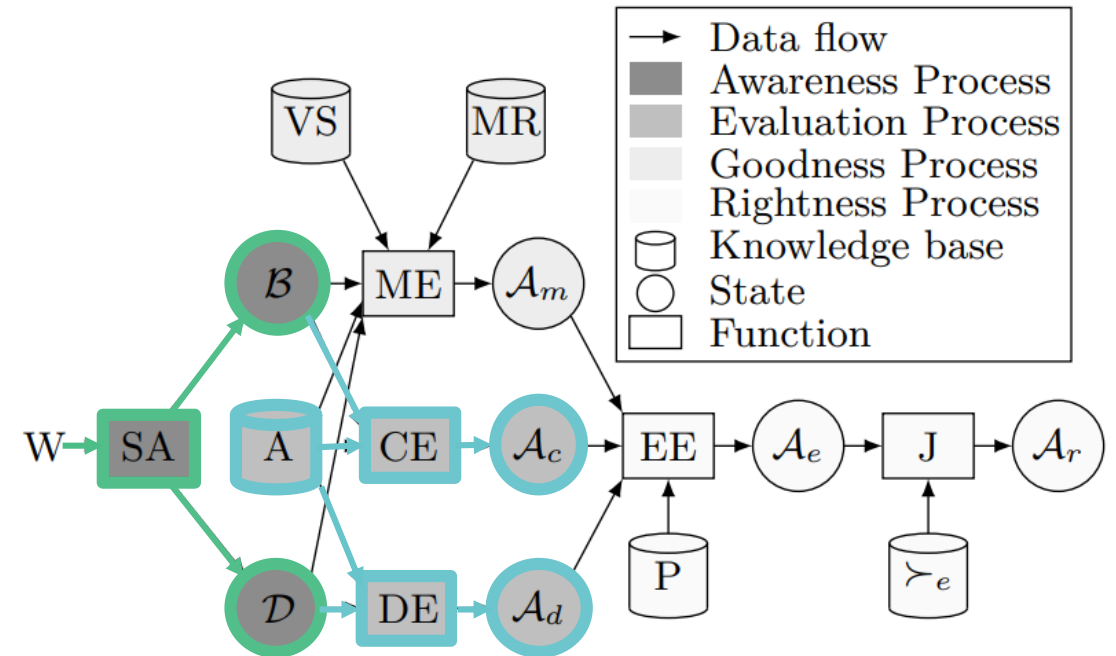 Data flow
Awareness Process
Evaluation Process
Goodness Process
Rightness Process
Knowledge base
State
Function
VS
MR
ℬ
ME
𝒜m
W
SA
A
CE
𝒜c
EE
𝒜e
J
𝒜r
𝒟
DE
𝒜d
P
≻e